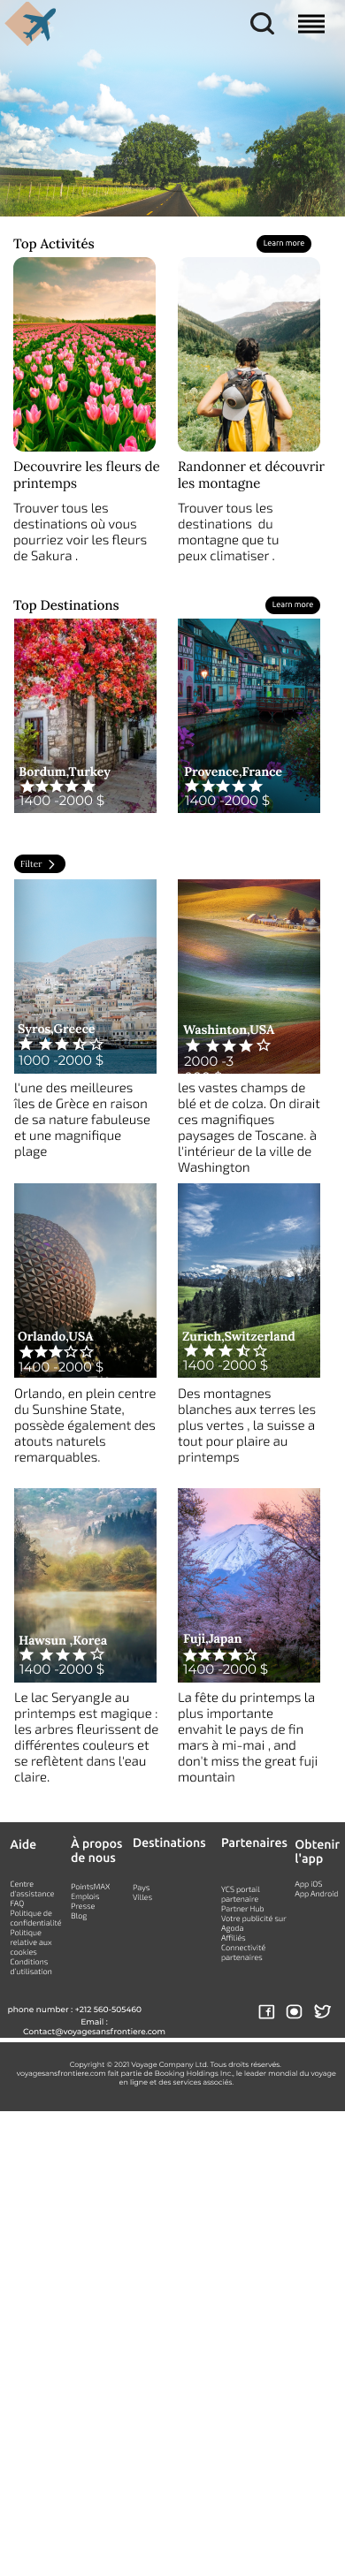 Top Activités
Learn more
Decouvrire les fleurs de
printemps
Trouver tous les
destinations où vous
pourriez voir les fleurs
de Sakura .
Randonner et découvrir
les montagne
Trouver tous les
destinations du
montagne que tu
peux climatiser .
Top Destinations
Learn more
Bordum,Turkey
1400 -2000 $
Provence,France
1400 -2000 $
Filter
Syros,Greece
1000 -2000 $
l'une des meilleures
îles de Grèce en raison
de sa nature fabuleuse
et une magnifique
plage
Washinton,USA
2000 -3
les vastes champs de
blé et de colza. On dirait
ces magnifiques
paysages de Toscane. à
l'intérieur de la ville de
Washington
Orlando,USA
1400 -2000 $
Orlando, en plein centre
du Sunshine State,
possède également des
atouts naturels
remarquables.
Zurich,Switzerland
1400 -2000 $
Des montagnes
blanches aux terres les
plus vertes , la suisse a
tout pour plaire au
printemps
Hawsun ,Korea
1400 -2000 $
Le lac SeryangJe au
printemps est magique :
les arbres fleurissent de
différentes couleurs et
se reflètent dans l'eau
claire.
Fuji,Japan
1400 -2000 $
La fête du printemps la
plus importante
envahit le pays de fin
mars à mi-mai , and
don't miss the great fuji
mountain
Aide
Centre
d'assistance
FAQ
Politique de
confidentialité
Politique
relative aux
cookies
Conditions
d'utilisation
À propos
de nous
PointsMAX
Emplois
Presse
Blog
Destinations
Pays
Villes
Partenaires
YCS portail
partenaire
Partner Hub
Votre publicité sur
Agoda
Affiliés
Connectivité
partenaires
Obtenir
l'app
App iOS
App Android
phone number : +212 560-505460
Email :
Contact@voyagesansfrontiere.com
Copyright © 2021 Voyage Company Ltd. Tous droits réservés.
voyagesansfrontiere.com fait partie de Booking Holdings Inc., le leader mondial du voyage
en ligne et des services associés.